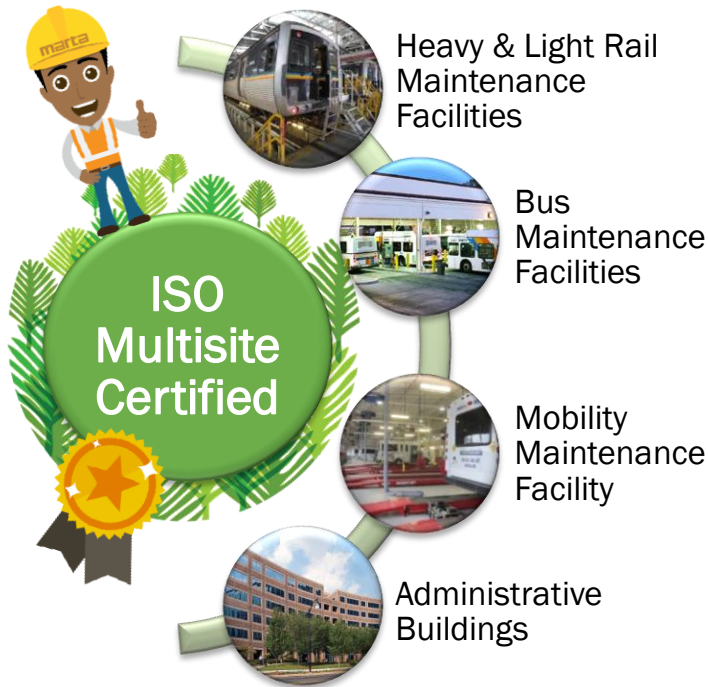 marta
Heavy & Light Rail
Maintenance
Facilities
Bus
Maintenance
Facilities
ISO
Multisite
Certified
Mobility
Maintenance
Facility
Administrative
Buildings